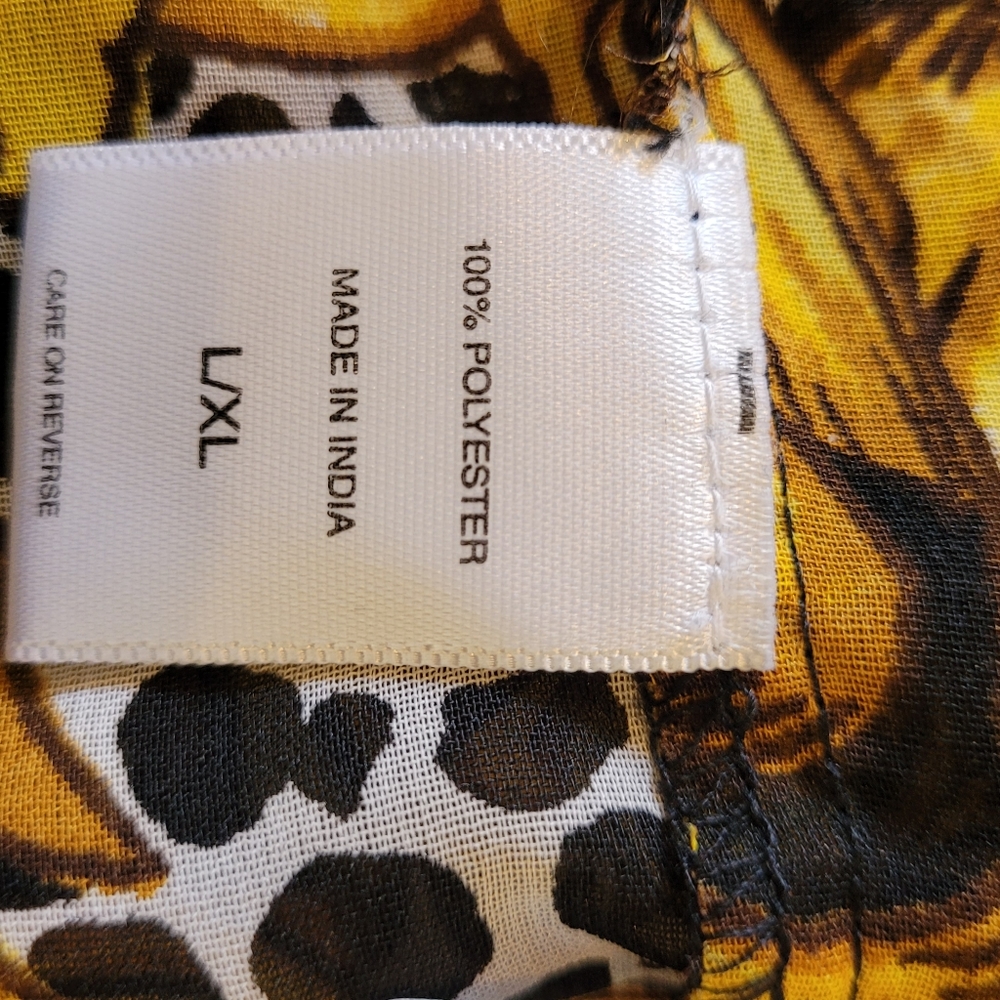 100% POLYESTER
MADE IN INDIA
L/XL
CARE ON REVERSE